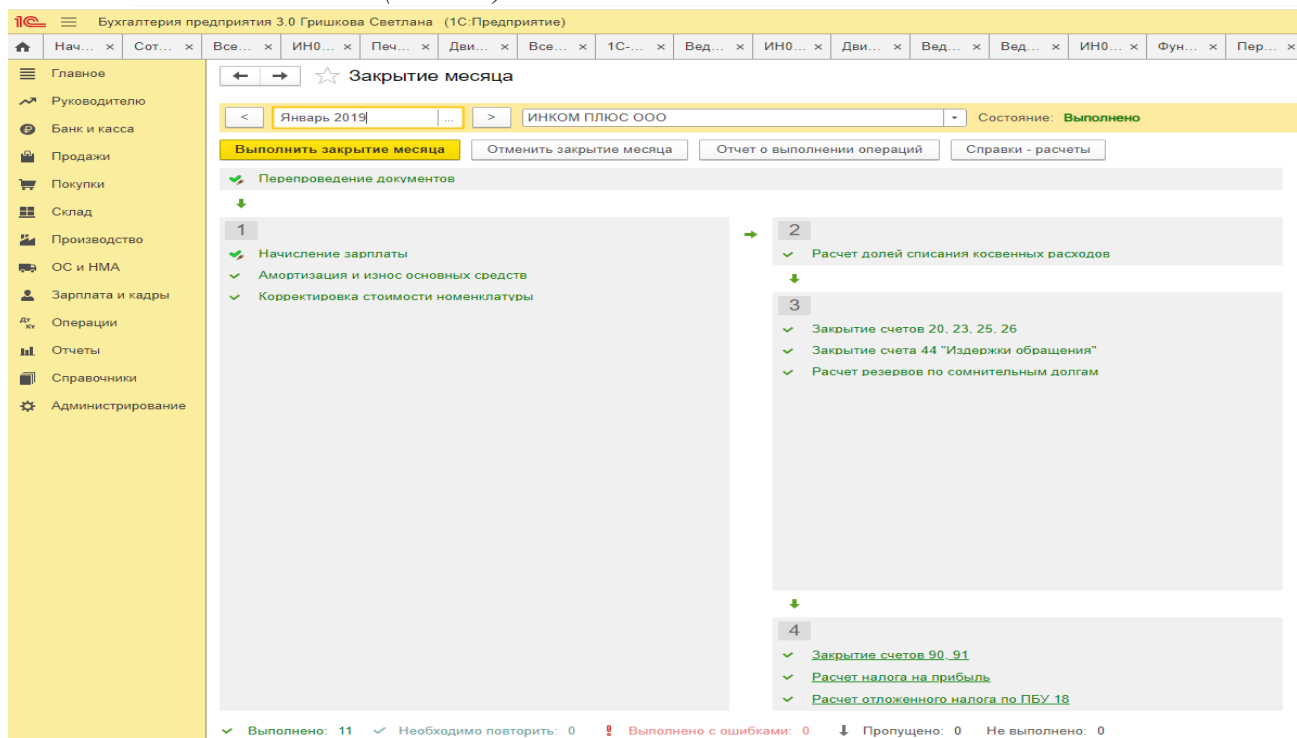 1С Бухгалтерия предприятия 3.0 Гришкова Светлана (1С:Предприятие)
Нач... × Сот... × Все... × ИН0... × Печ... × Дви... × Все... × 1С-... × Вед... × ИН0... × Дви... × Вед... × Вед... × ИН0... × Фун... × Пер... ×
Главное
Руководителю
Банк и касса
Продажи
Покупки
Склад
Производство
ОС и НМА
Зарплата и кадры
Дт Кт Операции
Отчеты
Справочники
Администрирование
Закрытие месяца
< Январь 2019 ... > ИНКОМ ПЛЮС ООО Состояние: Выполнено
Выполнить закрытие месяца Отменить закрытие месяца Отчет о выполнении операций Справки - расчеты
Перепроведение документов
1
Начисление зарплаты
Амортизация и износ основных средств
Корректировка стоимости номенклатуры
2
Расчет долей списания косвенных расходов
3
Закрытие счетов 20, 23, 25, 26
Закрытие счета 44 "Издержки обращения"
Расчет резервов по сомнительным долгам
4
Закрытие счетов 90, 91
Расчет налога на прибыль
Расчет отложенного налога по ПБУ 18
Выполнено: 11 Необходимо повторить: 0 Выполнено с ошибками: 0 Пропущено: 0 Не выполнено: 0